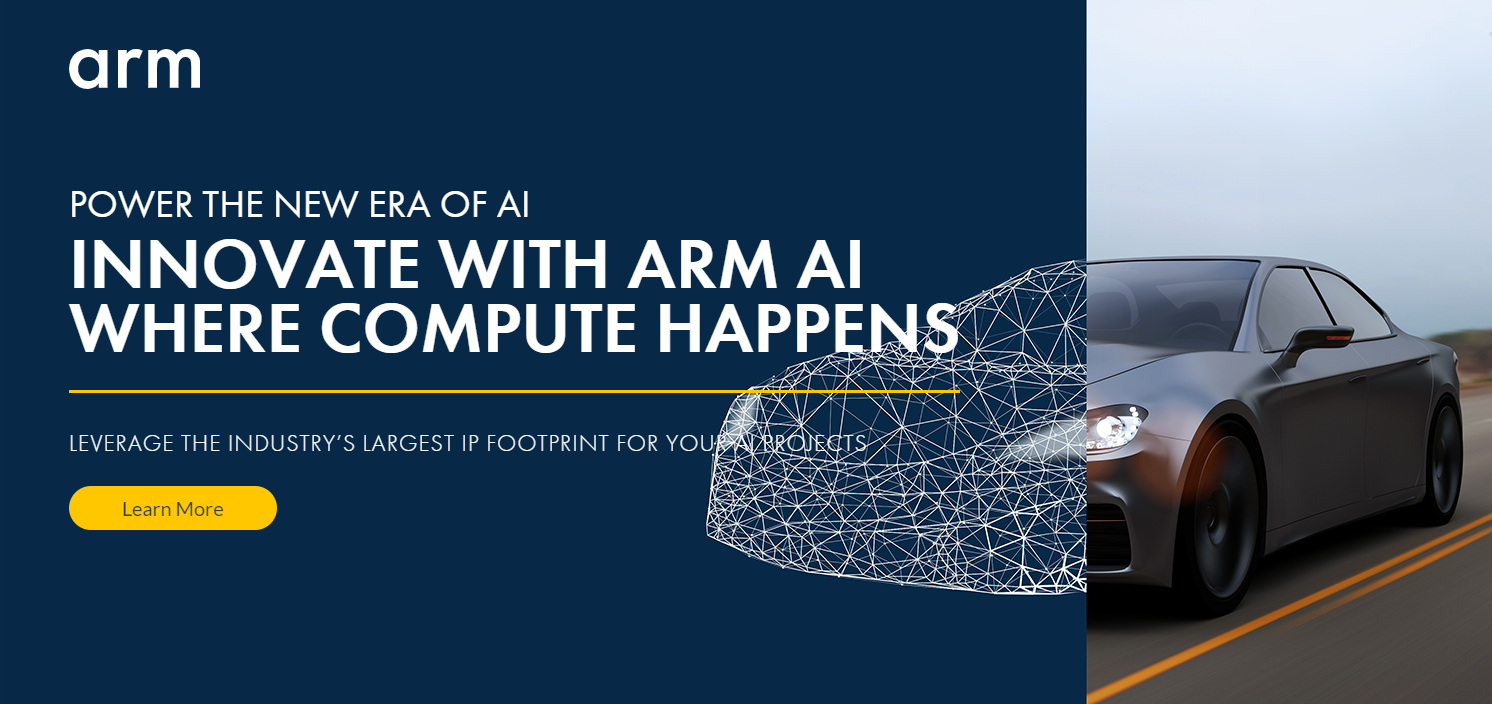 arm
POWER THE NEW ERA OF AI
INNOVATE WITH ARM AI
WHERE COMPUTE HAPPENS
LEVERAGE THE INDUSTRY’S LARGEST IP FOOTPRINT FOR YOUR AI PROJECTS
Learn More